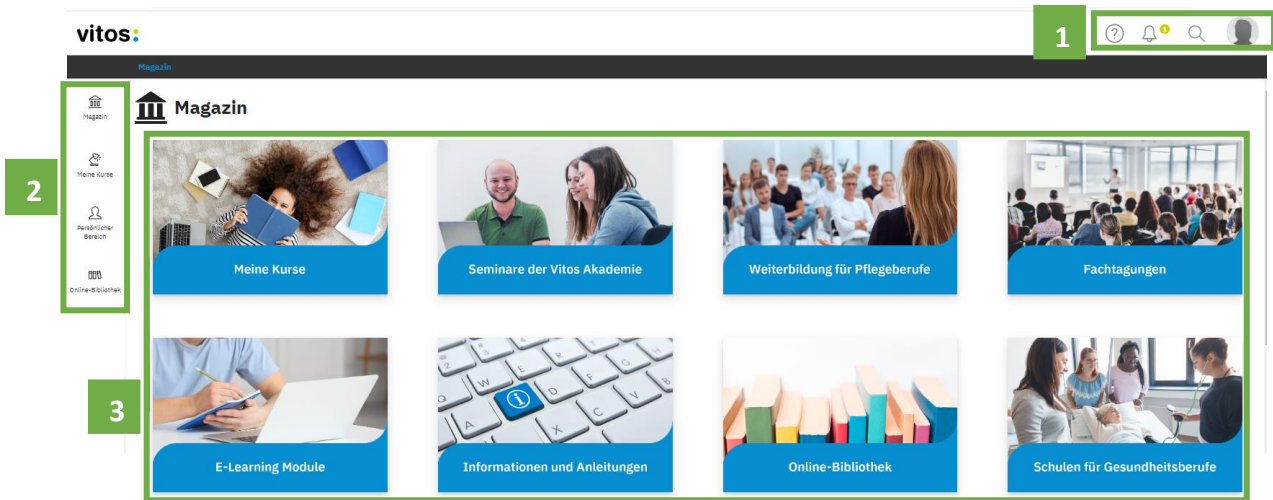 vitos:
1
Magazin
Magazin
Magazin
Meine Kurse
2
Persönlicher
Bereich
Online-Bibliothek
Meine Kurse
Seminare der Vitos Akademie
Weiterbildung für Pflegeberufe
Fachtagungen
3
E-Learning Module
Informationen und Anleitungen
Online-Bibliothek
Schulen für Gesundheitsberufe